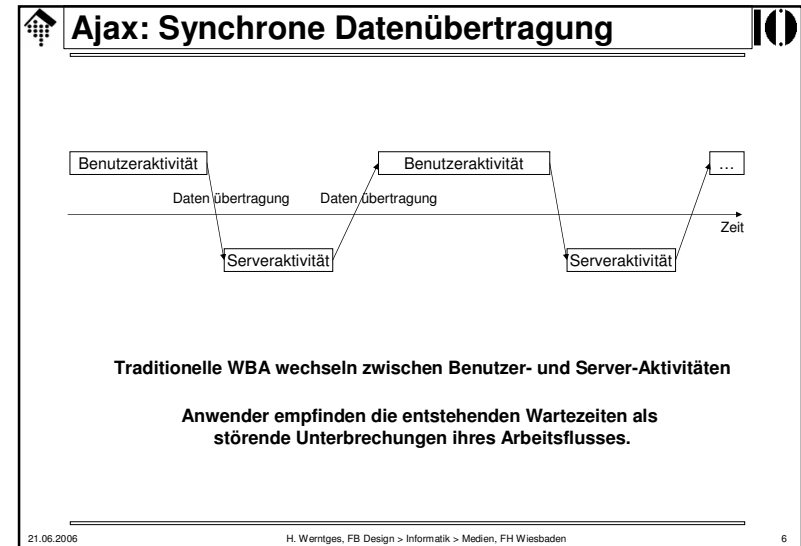 Ajax: Synchrone Datenübertragung
Benutzeraktivität
Benutzeraktivität
…
Daten übertragung
Daten übertragung
Zeit
Serveraktivität
Serveraktivität
Traditionelle WBA wechseln zwischen Benutzer- und Server-Aktivitäten
Anwender empfinden die entstehenden Wartezeiten als
störende Unterbrechungen ihres Arbeitsflusses.
21.06.2006
H. Werntges, FB Design > Informatik > Medien, FH Wiesbaden
6